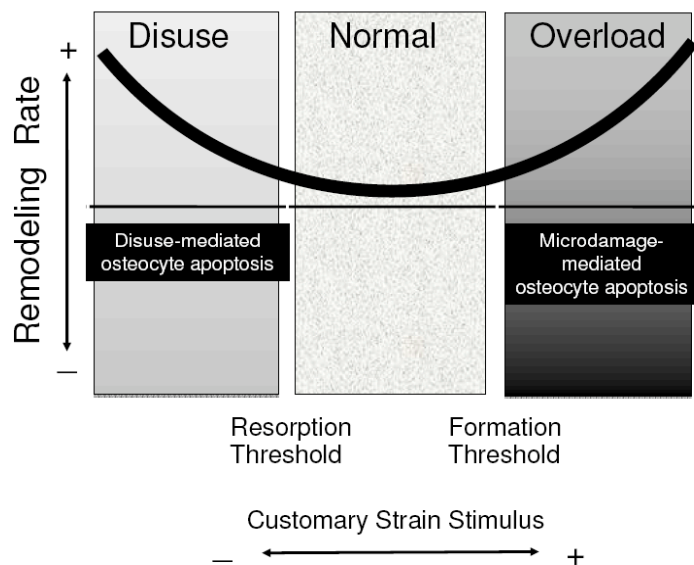 Disuse
Normal
Overload
+
Remodeling Rate
Disuse-mediated
osteocyte apoptosis
Microdamage-
mediated
osteocyte apoptosis
–
Resorption
Threshold
Formation
Threshold
Customary Strain Stimulus
–
+